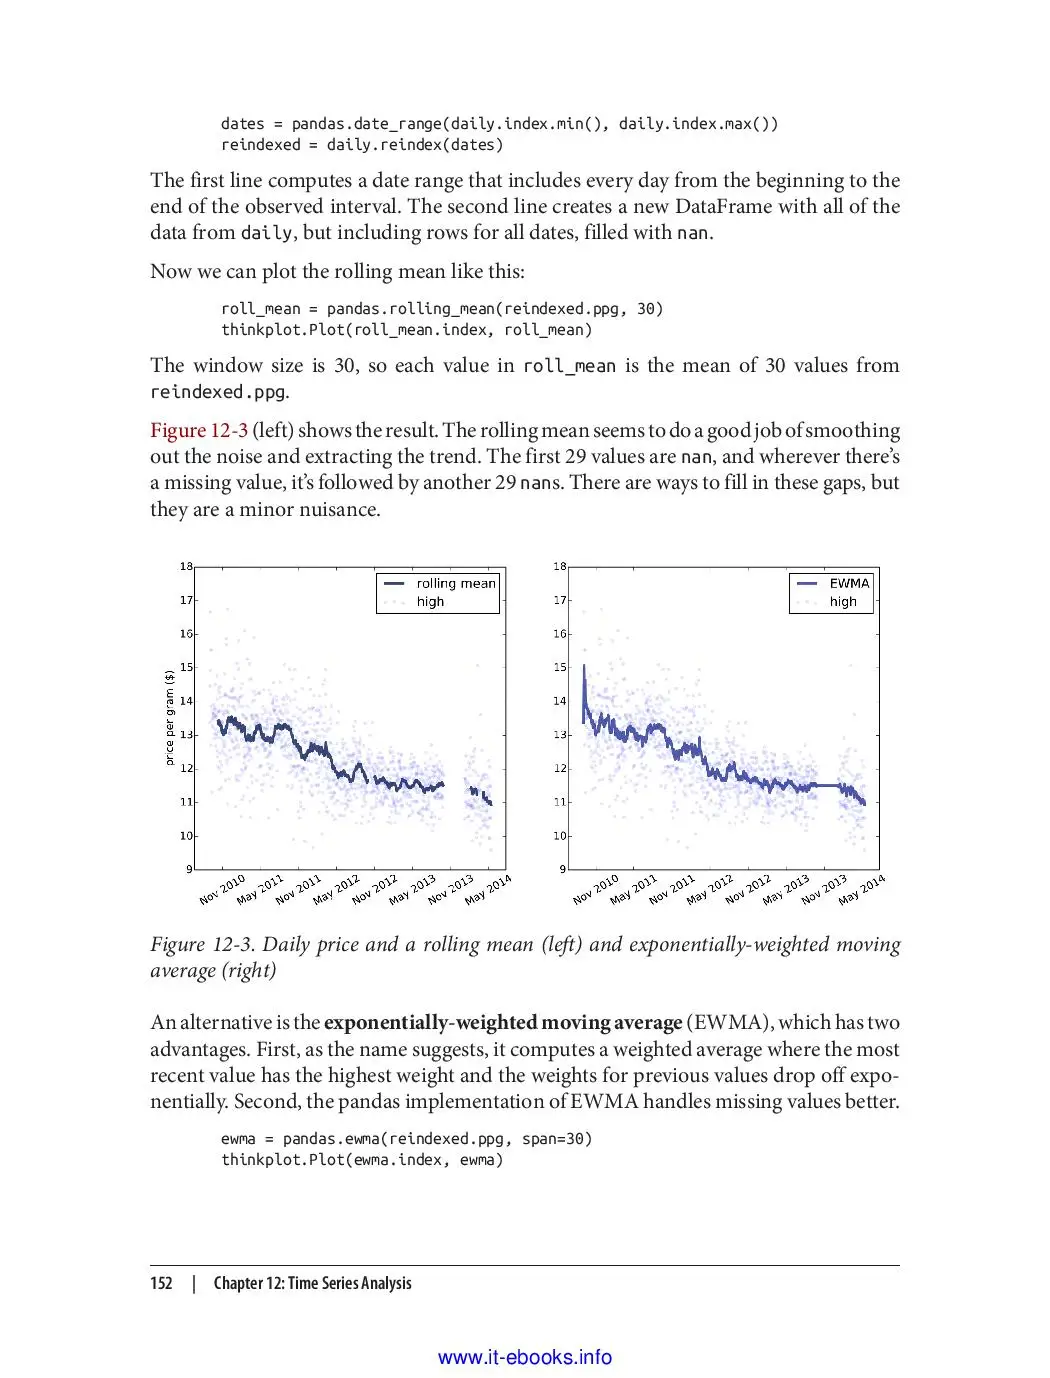 dates = pandas.date_range(daily.index.min(), daily.index.max())
reindexed = daily.reindex(dates)
The first line computes a date range that includes every day from the beginning to the
end of the observed interval. The second line creates a new DataFrame with all of the
data from daily, but including rows for all dates, filled with nan.
Now we can plot the rolling mean like this:
roll_mean = pandas.rolling_mean(reindexed.ppg, 30)
thinkplot.Plot(roll_mean.index, roll_mean)
The window size is 30, so each value in roll_mean is the mean of 30 values from
reindexed.ppg.
Figure 12-3 (left) shows the result. The rolling mean seems to do a good job of smoothing
out the noise and extracting the trend. The first 29 values are nan, and wherever there’s
a missing value, it’s followed by another 29 nans. There are ways to fill in these gaps, but
they are a minor nuisance.
18
17
16
15
14
13
12
11
10
9
price per gram ($)
rolling mean
high
Nov 2010
May 2011
Nov 2011
May 2012
Nov 2012
May 2013
Nov 2013
May 2014
18
17
16
15
14
13
12
11
10
9
EWMA
high
Nov 2010
May 2011
Nov 2011
May 2012
Nov 2012
May 2013
Nov 2013
May 2014
Figure 12-3. Daily price and a rolling mean (left) and exponentially-weighted moving
average (right)
An alternative is the exponentially-weighted moving average (EWMA), which has two
advantages. First, as the name suggests, it computes a weighted average where the most
recent value has the highest weight and the weights for previous values drop off expo-
nentially. Second, the pandas implementation of EWMA handles missing values better.
ewma = pandas.ewma(reindexed.ppg, span=30)
thinkplot.Plot(ewma.index, ewma)
152 | Chapter 12: Time Series Analysis
www.it-ebooks.info